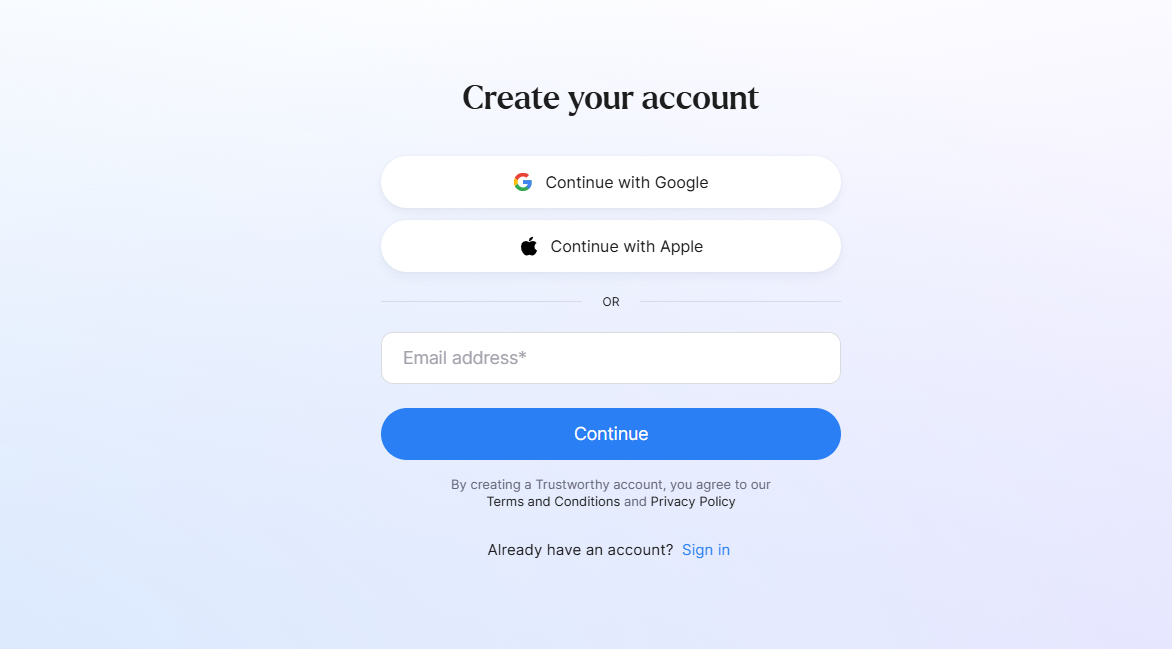 Create your account
Continue with Google
Continue with Apple
OR
Email address*
Continue
By creating a Trustworthy account, you agree to our
Terms and Conditions and Privacy Policy
Already have an account? Sign in